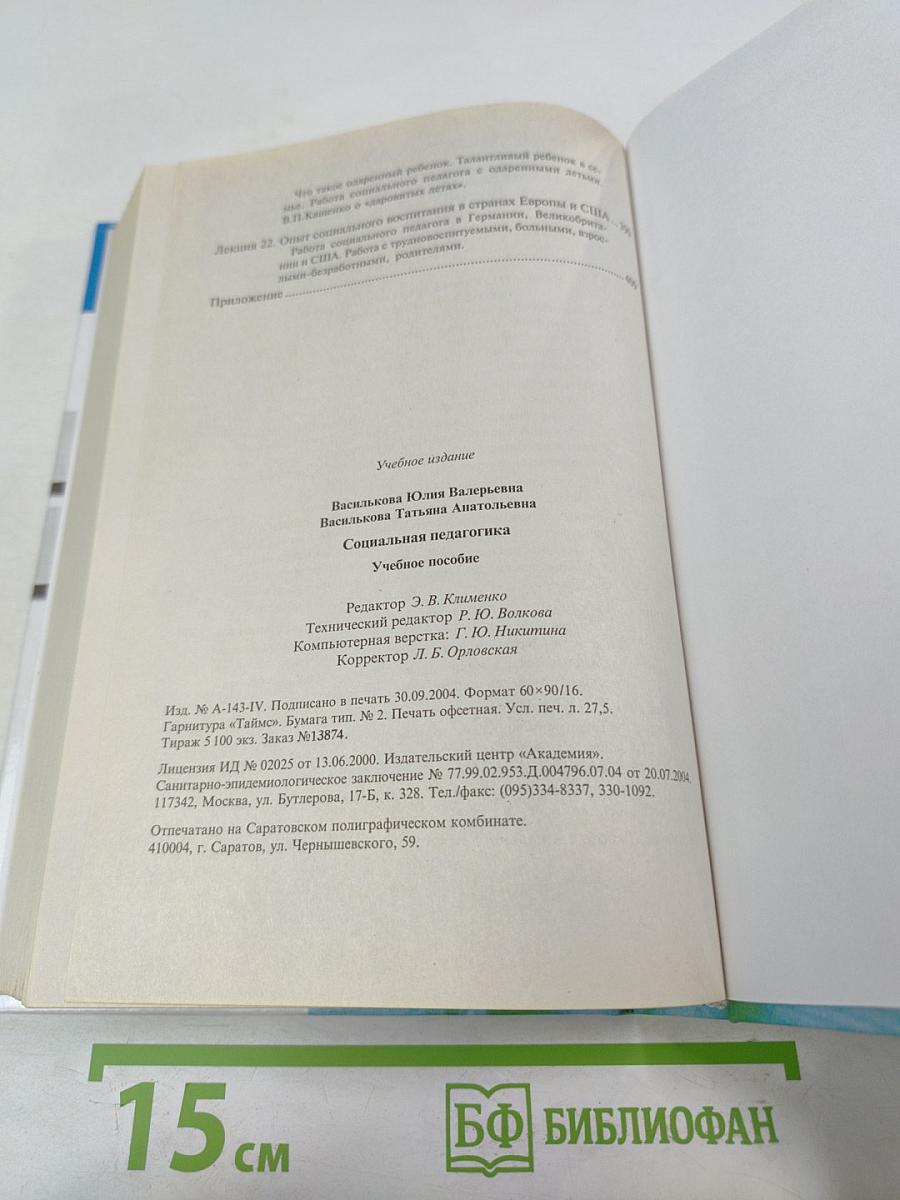 Что такое одаренный ребенок. Талантливый ребенок в се-
мье. Работа социального педагога с одаренными детьми.
В.П.Кащенко о «даровитых детях».
Лекция 22. Опыт социального воспитания в странах Европы и США ..
Работа социального педагога в Германии, Великобрита-
нии и США. Работа с трудновоспитуемыми, больными, взрос-
лыми-безработными, родителями.
Приложение
Учебное издание
Василькова Юлия Валерьевна
Василькова Татьяна Анатольевна
Социальная педагогика
Учебное пособие
Редактор Э. В. Клименко
Технический редактор Р. Ю. Волкова
Компьютерная верстка: Г. Ю. Никитина
Корректор Л. Б. Орловская
Изд. № А-143-IV. Подписано в печать 30.09.2004. Формат 60×90/16.
Гарнитура «Таймс». Бумага тип. № 2. Печать офсетная. Усл. печ. л. 27,5.
Тираж 5 100 экз. Заказ №13874.
Лицензия ИД № 02025 от 13.06.2000. Издательский центр «Академия».
Санитарно-эпидемиологическое заключение № 77.99.02.953.Д.004796.07.04 от 20.07.2004.
117342, Москва, ул. Бутлерова, 17-Б, к. 328. Тел./факс: (095)334-8337, 330-1092.
Отпечатано на Саратовском полиграфическом комбинате.
410004, г. Саратов, ул. Чернышевского, 59.
15 см
БФ БИБЛИОФАН